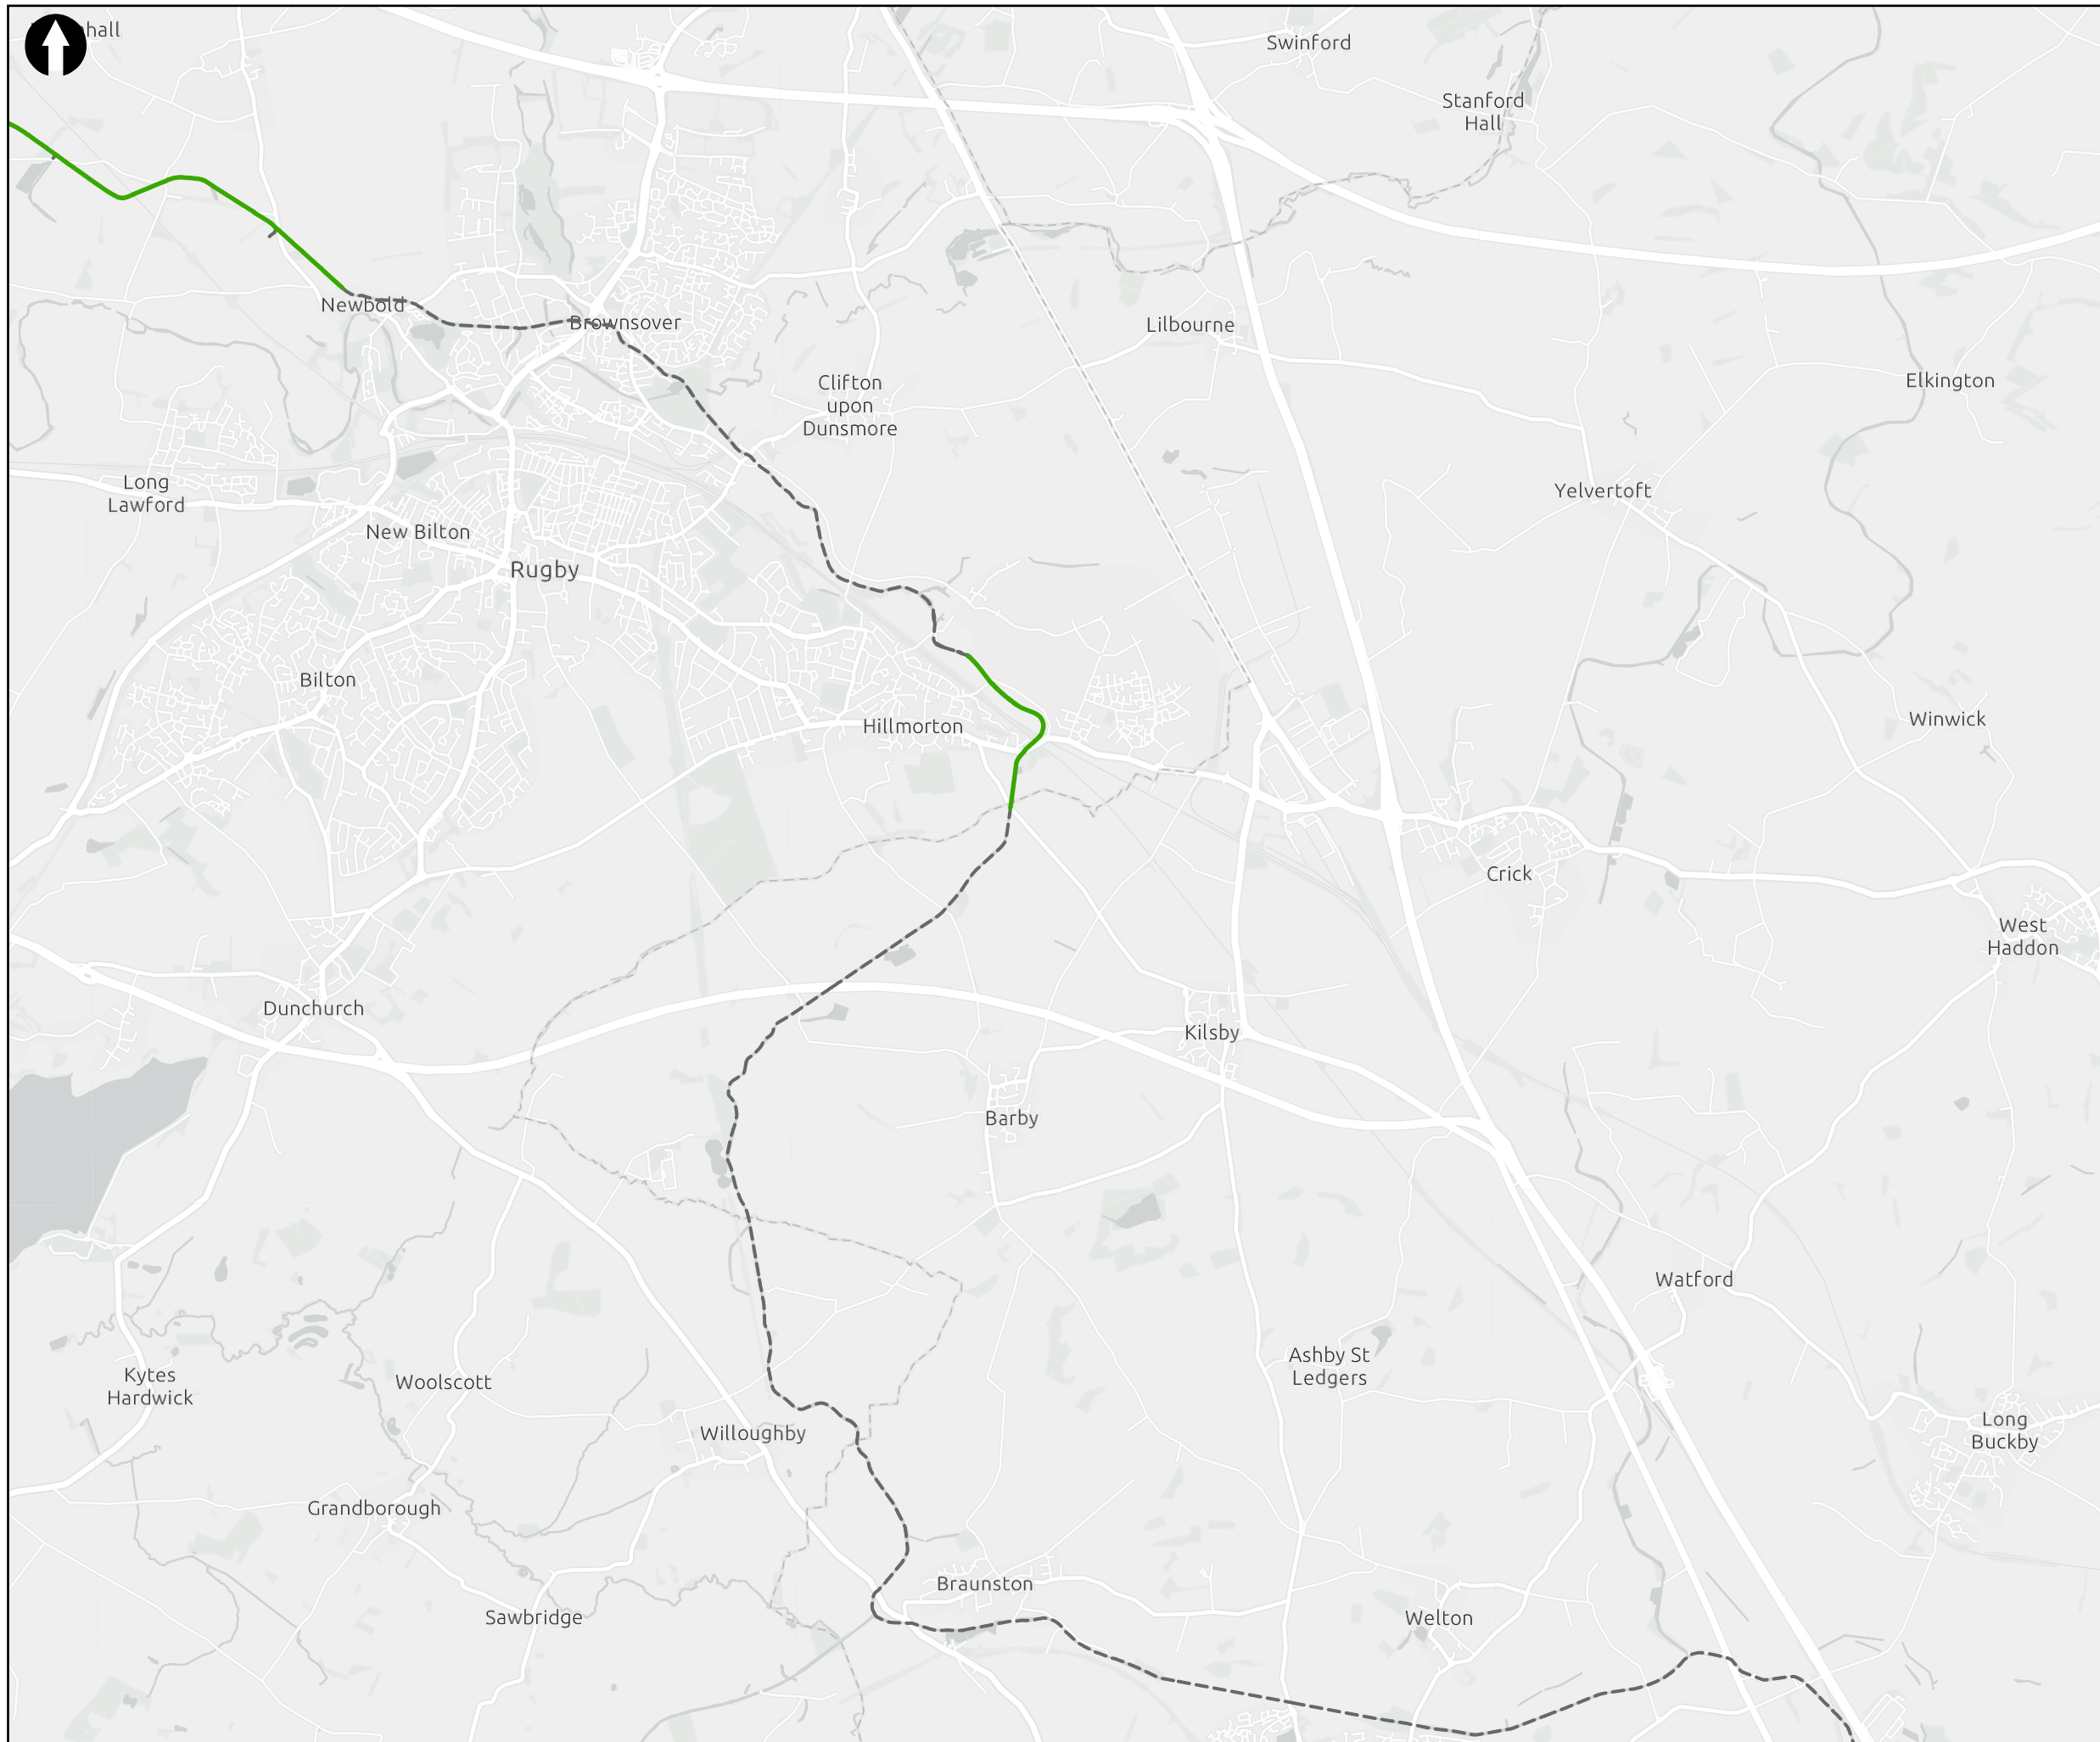 hall
Swinford
Stanford
Hall
Newbold
Brownsover
Lilbourne
Clifton
upon
Dunsmore
Elkington
Long
Lawford
Yelvertoft
New Bilton
Rugby
Bilton
Hillmorton
Winwick
Crick
West
Haddon
Dunchurch
Kilsby
Barby
Watford
Ashby St
Ledgers
Kytes
Hardwick
Woolscott
Willoughby
Long
Buckby
Grandborough
Braunston
Sawbridge
Welton